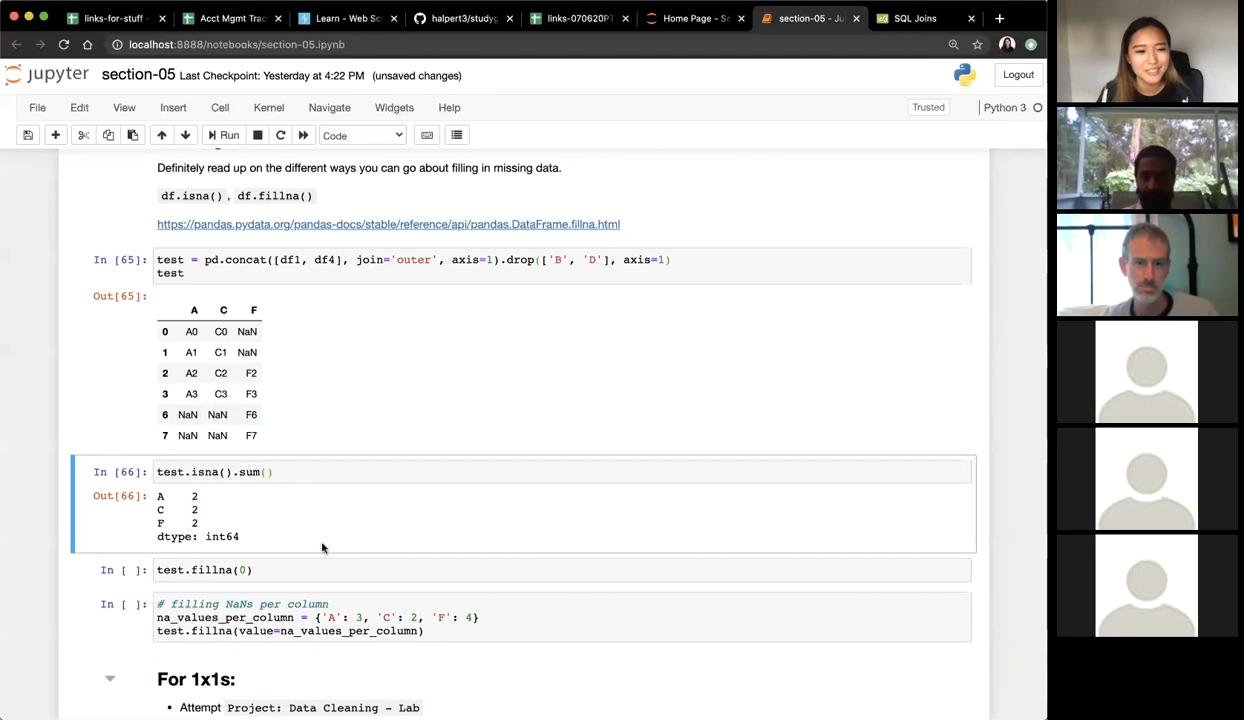 links-for-stuff -
Acct Mgmt Trac
Learn - Web Sc
halpert3/studyg
links-070620PT
Home Page - Se
section-05 - Ju
SQL Joins
localhost:8888/notebooks/section-05.ipynb
jupyter section-05 Last Checkpoint: Yesterday at 4:22 PM (unsaved changes)
Logout
File Edit View Insert Cell Kernel Navigate Widgets Help
Trusted
Python 3
Run
Code
Definitely read up on the different ways you can go about filling in missing data.
df.isna(), df.fillna()
https://pandas.pydata.org/pandas-docs/stable/reference/api/pandas.DataFrame.fillna.html
In [65]: test = pd.concat([df1, df4], join='outer', axis=1).drop(['B', 'D'], axis=1)
test
Out[65]:
A C F
0 A0 C0 NaN
1 A1 C1 NaN
2 A2 C2 F2
3 A3 C3 F3
6 NaN NaN F6
7 NaN NaN F7
In [66]: test.isna().sum()
Out[66]: A 2
C 2
F 2
dtype: int64
In [ ]: test.fillna(0)
In [ ]: # filling NaNs per column
na_values_per_column = {'A': 3, 'C': 2, 'F': 4}
test.fillna(value=na_values_per_column)
For 1x1s:
• Attempt Project: Data Cleaning - Lab